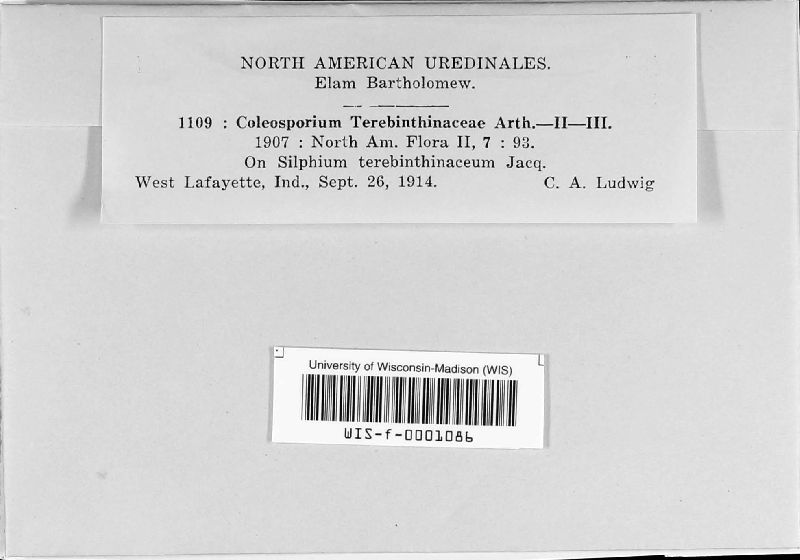 NORTH AMERICAN UREDINALES.
Elam Bartholomew.
1109 : Coleosporium Terebinthinaceae Arth.—II—III.
1907 : North Am. Flora II, 7 : 93.
On Silphium terebinthinaceum Jacq.
West Lafayette, Ind., Sept. 26, 1914. C. A. Ludwig
University of Wisconsin-Madison (WIS)
WIS-f-0001086